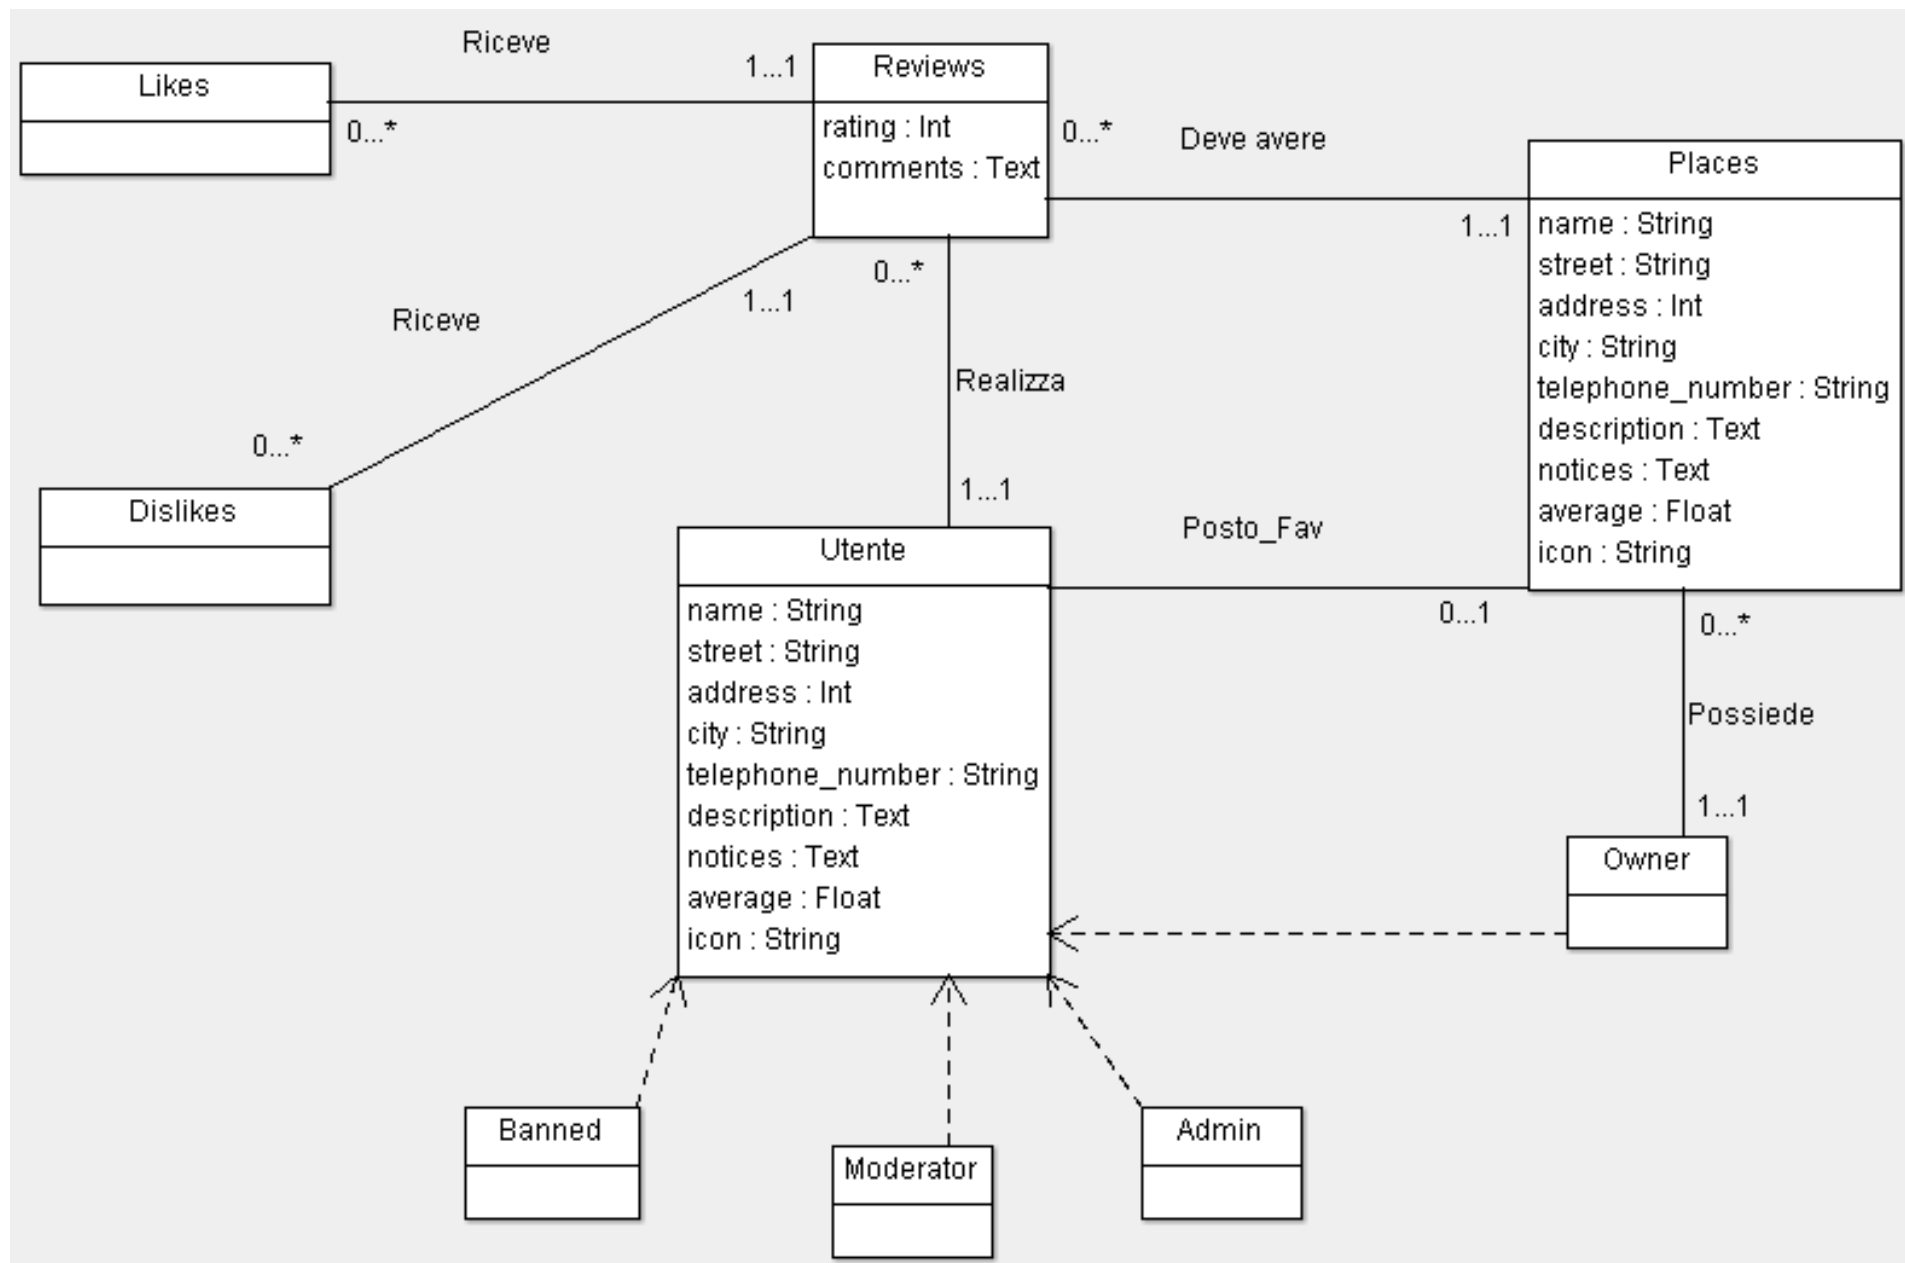 Riceve
Likes
1...1
0...*
Reviews
rating : Int
comments : Text
0...*
Deve avere
1...1
Places
name : String
street : String
address : Int
city : String
telephone_number : String
description : Text
notices : Text
average : Float
icon : String
Riceve
1...1
0...*
Dislikes
0...*
Realizza
1...1
Utente
name : String
street : String
address : Int
city : String
telephone_number : String
description : Text
notices : Text
average : Float
icon : String
Posto_Fav
0...1
0...*
Possiede
1...1
Owner
Banned
Moderator
Admin